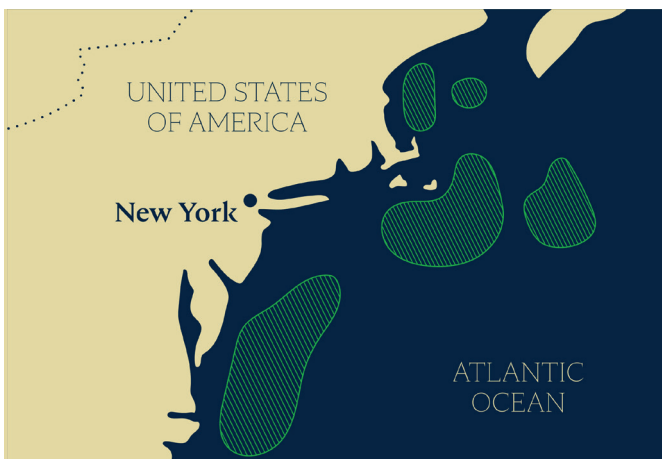 UNITED STATES
OF AMERICA
New York
ATLANTIC
OCEAN